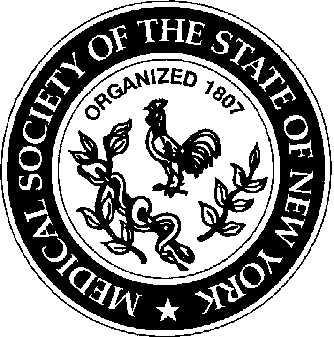 MEDICAL SOCIETY OF THE STATE OF NEW YORK
ORGANIZED 1807